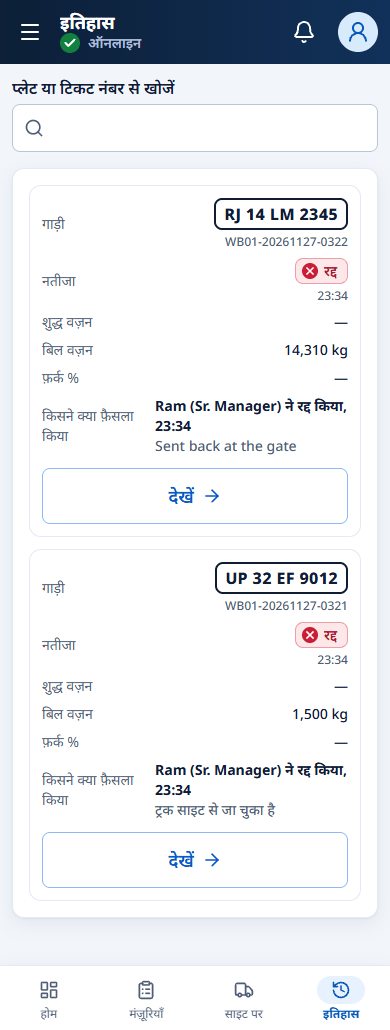 इतिहास
ऑनलाइन
प्लेट या टिकट नंबर से खोजें
गाड़ी
RJ 14 LM 2345
WB01-20261127-0322
नतीजा
रद्द
23:34
शुद्ध वज़न
—
बिल वज़न
14,310 kg
फ़र्क %
—
किसने क्या फ़ैसला
किया
Ram (Sr. Manager) ने रद्द किया,
23:34
Sent back at the gate
देखें
गाड़ी
UP 32 EF 9012
WB01-20261127-0321
नतीजा
रद्द
23:34
शुद्ध वज़न
—
बिल वज़न
1,500 kg
फ़र्क %
—
किसने क्या फ़ैसला
किया
Ram (Sr. Manager) ने रद्द किया,
23:34
ट्रक साइट से जा चुका है
देखें
होम
मंज़ूरियाँ
साइट पर
इतिहास